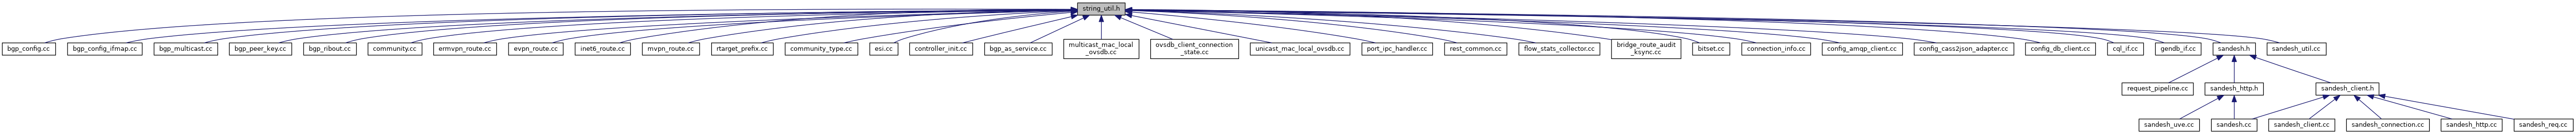 string_util.h
bgp_config.cc
bgp_config_ifmap.cc
bgp_multicast.cc
bgp_peer_key.cc
bgp_ribout.cc
community.cc
ermvpn_route.cc
evpn_route.cc
inet6_route.cc
mvpn_route.cc
rtarget_prefix.cc
community_type.cc
esi.cc
controller_init.cc
bgp_as_service.cc
multicast_mac_local
_ovsdb.cc
ovsdb_client_connection
_state.cc
unicast_mac_local_ovsdb.cc
port_ipc_handler.cc
rest_common.cc
flow_stats_collector.cc
bridge_route_audit
_ksync.cc
bitset.cc
connection_info.cc
config_amqp_client.cc
config_cass2json_adapter.cc
config_db_client.cc
cql_if.cc
gendb_if.cc
sandesh.h
sandesh_util.cc
request_pipeline.cc
sandesh_http.h
sandesh_client.h
sandesh_uve.cc
sandesh.cc
sandesh_client.cc
sandesh_connection.cc
sandesh_http.cc
sandesh_req.cc